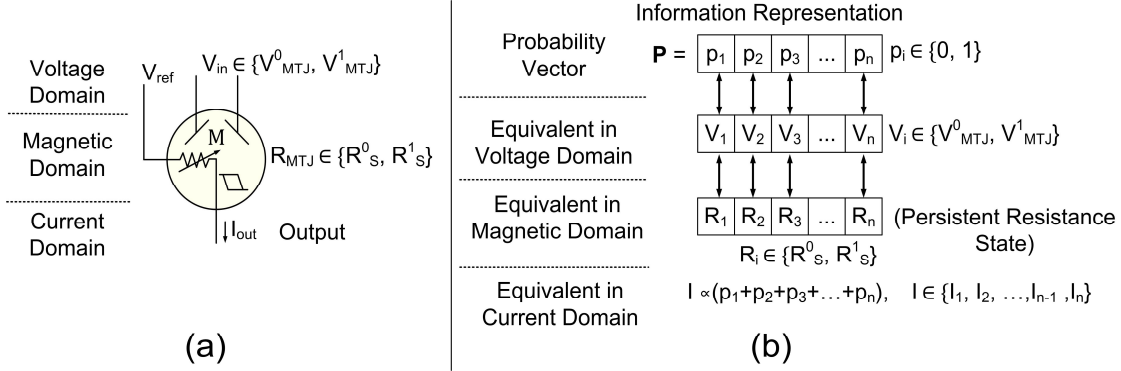 Voltage
Domain
V_ref
V_in ∈ {V^0_MTJ, V^1_MTJ}
Magnetic
Domain
M
R_MTJ ∈ {R^0_S, R^1_S}
Current
Domain
↓I_out Output
(a)
Information Representation
Probability
Vector
P = p_1 p_2 p_3 ... p_n p_i ∈ {0, 1}
Equivalent in
Voltage Domain
V_1 V_2 V_3 ... V_n V_i ∈ {V^0_MTJ, V^1_MTJ}
Equivalent in
Magnetic Domain
R_1 R_2 R_3 ... R_n (Persistent Resistance
State)
R_i ∈ {R^0_S, R^1_S}
Equivalent in
Current Domain
I ∝(p_1+p_2+p_3+...+p_n), I ∈ {I_1, I_2, ...,I_n-1 ,I_n}
(b)